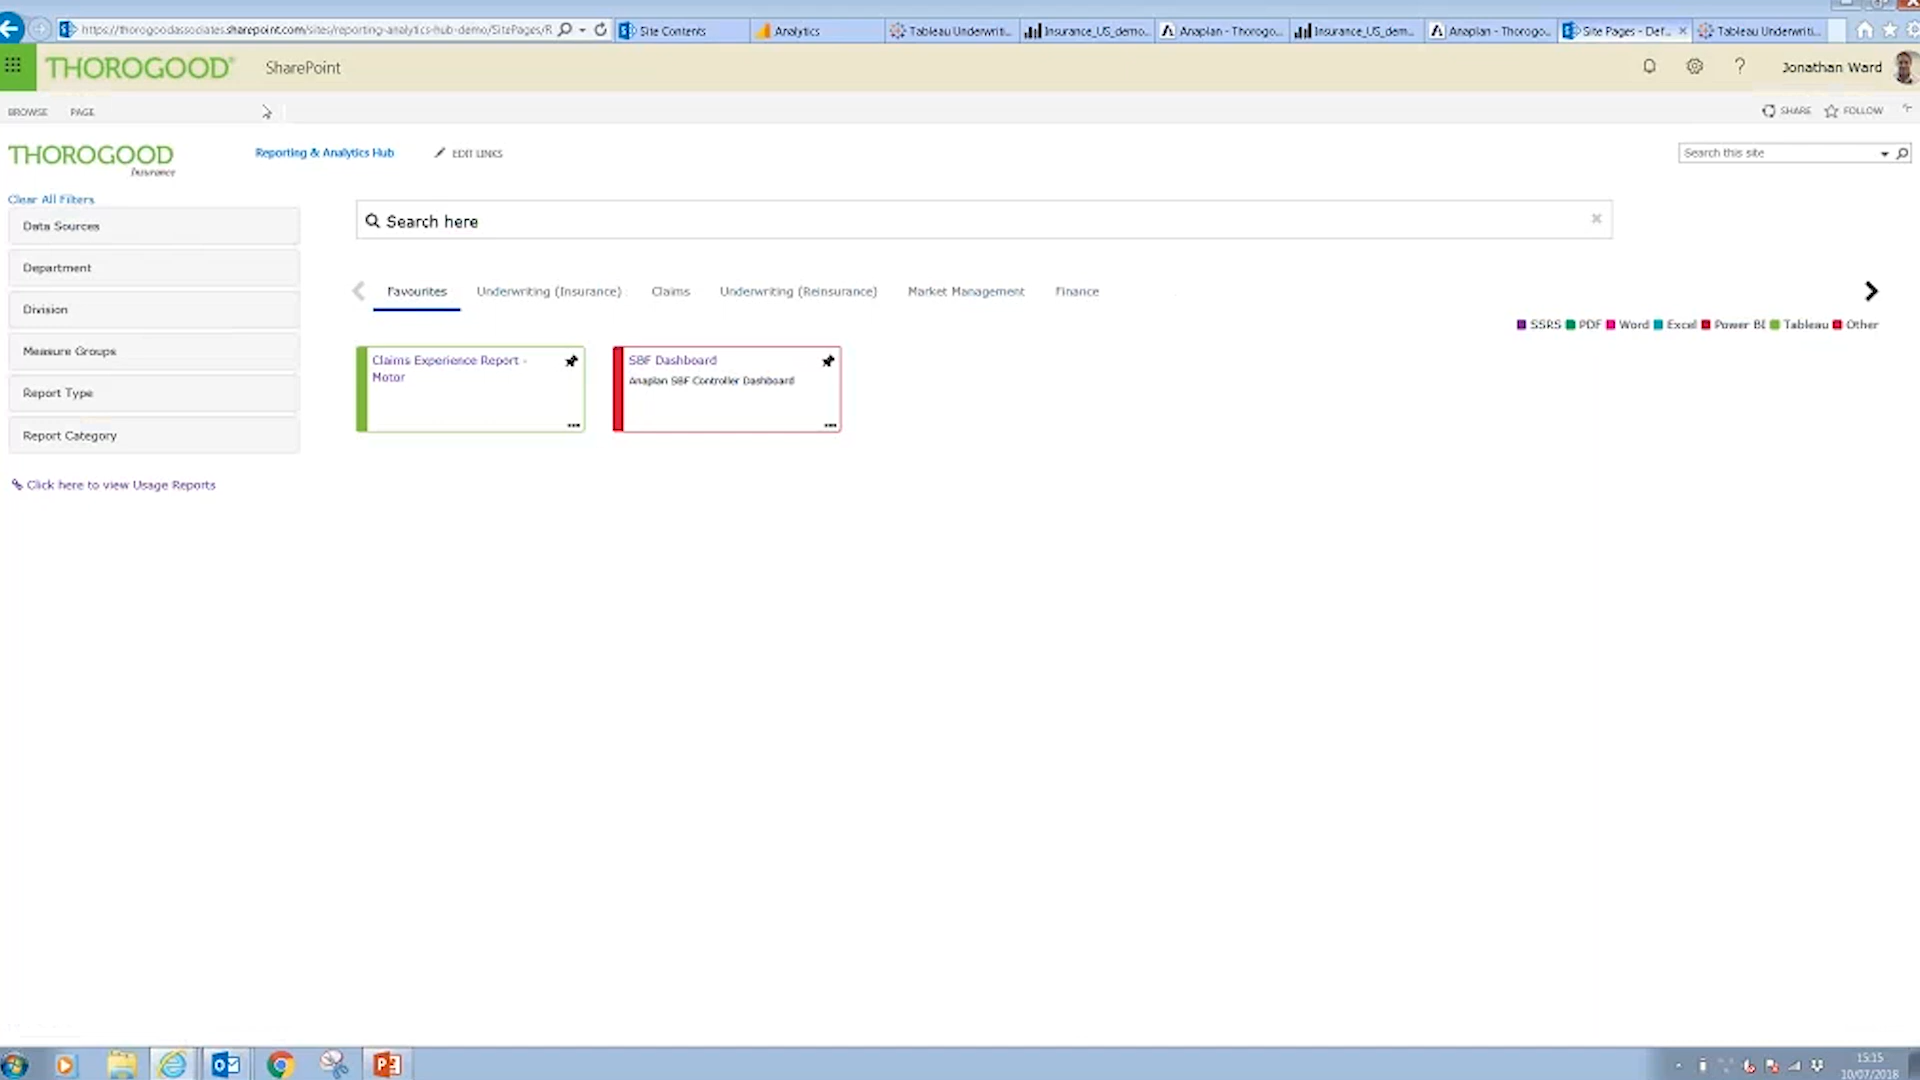 https://thorogoodassociates.sharepoint.com/sites/reporting-analytics-hub-demo/SitePages/R
Site Contents
Analytics
Tableau Underwriti...
Insurance_US_demo...
Anaplan - Thorogo...
Insurance_US_dem...
Anaplan - Thorogo...
Site Pages - Def...
Tableau Underwriti...
THOROGOOD®
SharePoint
?
Jonathan Ward
BROWSE
PAGE
SHARE
FOLLOW
THOROGOOD
Insurance
Reporting & Analytics Hub
EDIT LINKS
Search this site
Clear All Filters
Data Sources
Department
Division
Measure Groups
Report Type
Report Category
Click here to view Usage Reports
Search here
Favourites
Underwriting (Insurance)
Claims
Underwriting (Reinsurance)
Market Management
Finance
SSRS PDF Word Excel Power BI Tableau Other
Claims Experience Report -
Motor
SBF Dashboard
Anaplan SBF Controller Dashboard
15:15
10/07/2018